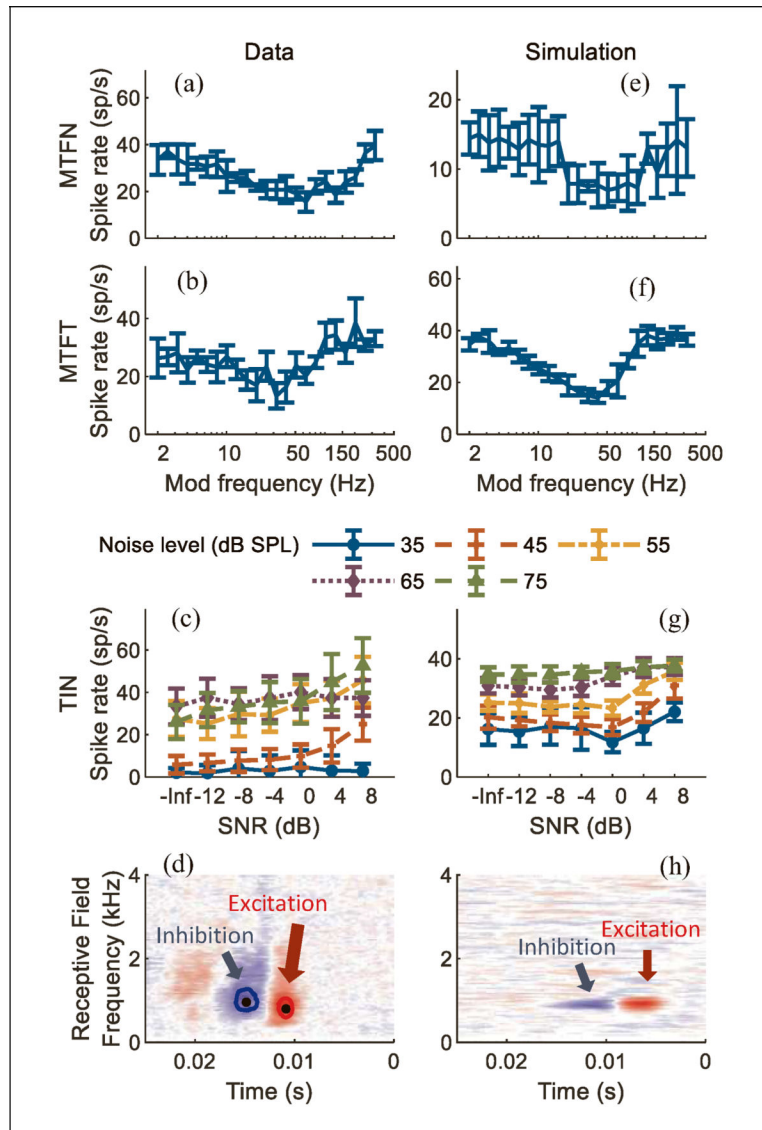 Data
Simulation
(a)
MTFN
Spike rate (sp/s)
60
40
20
0
(e)
20
15
10
5
0
(b)
MTFT
Spike rate (sp/s)
60
40
20
0
2 10 50 150 500
Mod frequency (Hz)
(f)
60
40
20
0
2 10 50 150 500
Mod frequency (Hz)
Noise level (dB SPL) 35 45 55
65 75
(c)
TIN
Spike rate (sp/s)
80
60
40
20
0
-Inf -12 -8 -4 0 4 8
SNR (dB)
(g)
40
20
0
-Inf -12 -8 -4 0 4 8
SNR (dB)
(d)
Receptive Field
Frequency (kHz)
4
2
0
Excitation
Inhibition
0.02 0.01 0
Time (s)
(h)
4
2
0
Excitation
Inhibition
0.02 0.01 0
Time (s)